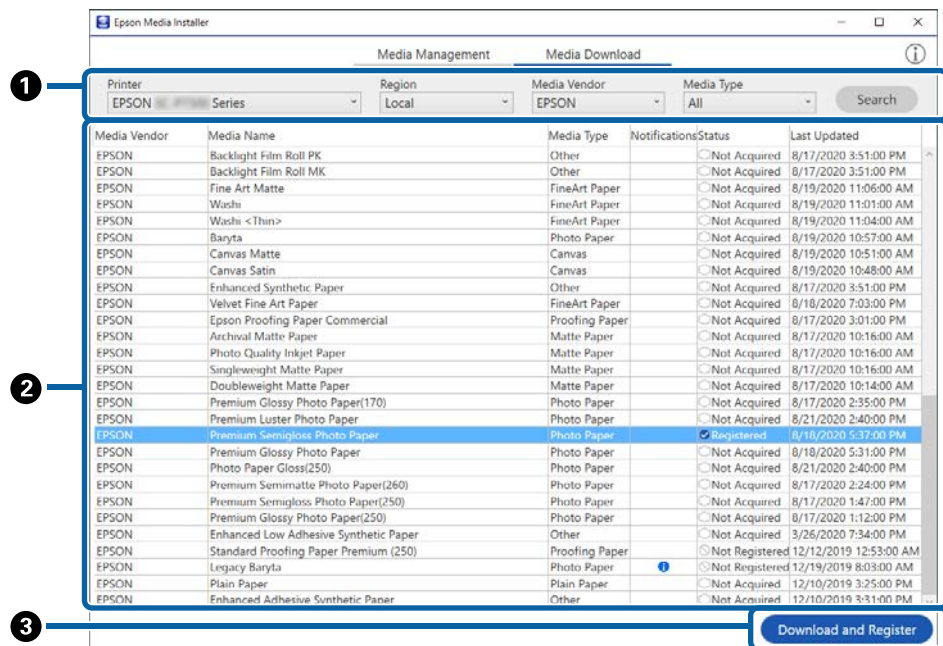 Epson Media Installer
Media Management Media Download
1
Printer Region Media Vendor Media Type
EPSON Series Local EPSON All Search
2
Media Vendor Media Name Media Type Notifications Status Last Updated
EPSON Backlight Film Roll PK Other Not Acquired 8/17/2020 3:51:00 PM
EPSON Backlight Film Roll MK Other Not Acquired 8/17/2020 3:51:00 PM
EPSON Fine Art Matte FineArt Paper Not Acquired 8/19/2020 11:06:00 AM
EPSON Washi FineArt Paper Not Acquired 8/19/2020 11:01:00 AM
EPSON Washi <Thin> FineArt Paper Not Acquired 8/19/2020 11:04:00 AM
EPSON Baryta Photo Paper Not Acquired 8/19/2020 10:57:00 AM
EPSON Canvas Matte Canvas Not Acquired 8/19/2020 10:51:00 AM
EPSON Canvas Satin Canvas Not Acquired 8/19/2020 10:48:00 AM
EPSON Enhanced Synthetic Paper Other Not Acquired 8/17/2020 3:51:00 PM
EPSON Velvet Fine Art Paper FineArt Paper Not Acquired 8/18/2020 7:03:00 PM
EPSON Epson Proofing Paper Commercial Proofing Paper Not Acquired 8/17/2020 3:01:00 PM
EPSON Archival Matte Paper Matte Paper Not Acquired 8/17/2020 10:16:00 AM
EPSON Photo Quality Inkjet Paper Matte Paper Not Acquired 8/17/2020 10:16:00 AM
EPSON Singleweight Matte Paper Matte Paper Not Acquired 8/17/2020 10:16:00 AM
EPSON Doubleweight Matte Paper Matte Paper Not Acquired 8/17/2020 10:14:00 AM
EPSON Premium Glossy Photo Paper(170) Photo Paper Not Acquired 8/17/2020 2:35:00 PM
EPSON Premium Luster Photo Paper Photo Paper Not Acquired 8/21/2020 2:40:00 PM
EPSON Premium Semigloss Photo Paper Photo Paper Registered 8/18/2020 5:37:00 PM
EPSON Premium Glossy Photo Paper Photo Paper Not Acquired 8/18/2020 5:31:00 PM
EPSON Photo Paper Gloss(250) Photo Paper Not Acquired 8/21/2020 2:40:00 PM
EPSON Premium Semimatte Photo Paper(260) Photo Paper Not Acquired 8/17/2020 2:24:00 PM
EPSON Premium Semigloss Photo Paper(250) Photo Paper Not Acquired 8/17/2020 1:47:00 PM
EPSON Premium Glossy Photo Paper(250) Photo Paper Not Acquired 8/17/2020 1:12:00 PM
EPSON Enhanced Low Adhesive Synthetic Paper Other Not Acquired 3/26/2020 7:34:00 PM
EPSON Standard Proofing Paper Premium (250) Proofing Paper Not Registered 12/12/2019 12:53:00 AM
EPSON Legacy Baryta Photo Paper Not Registered 12/19/2019 8:03:00 AM
EPSON Plain Paper Plain Paper Not Acquired 12/10/2019 3:25:00 PM
EPSON Enhanced Adhesive Synthetic Paper Other Not Acquired 12/10/2019 3:31:00 PM
3
Download and Register